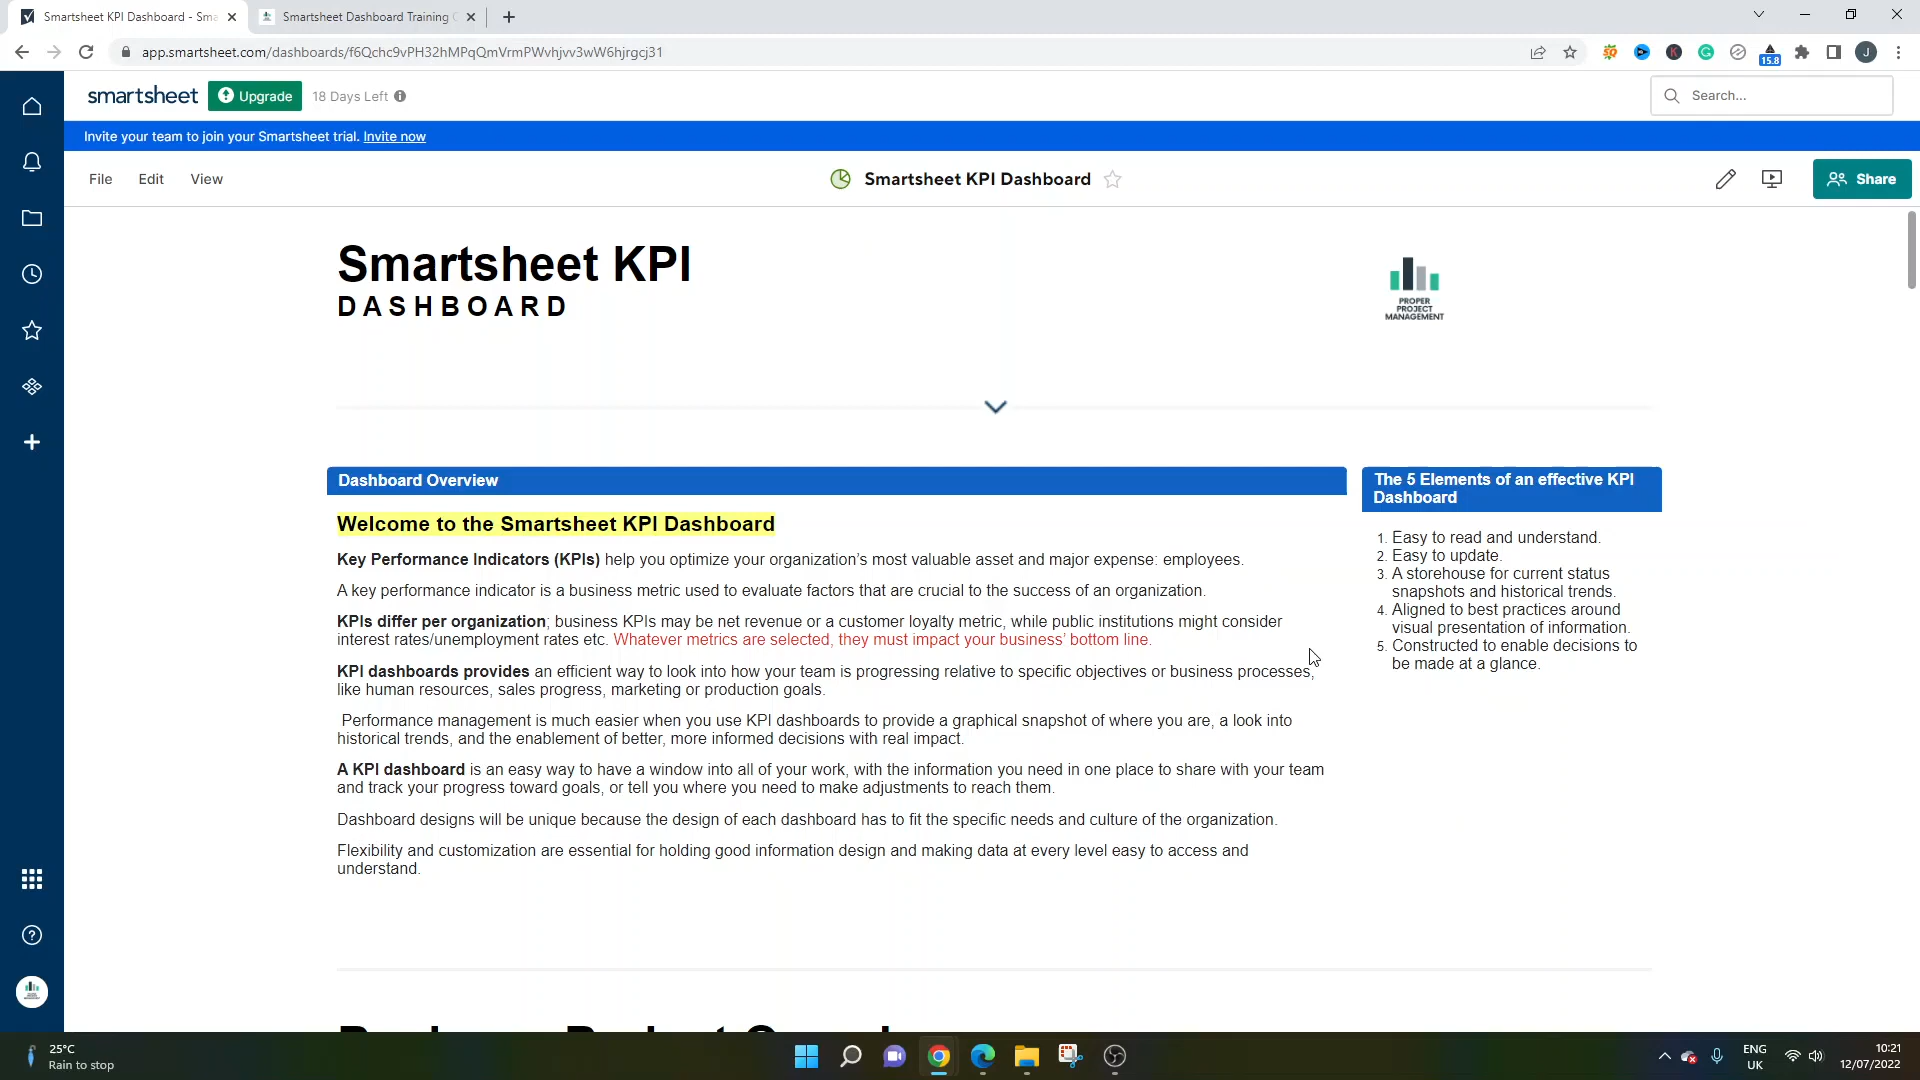 Smartsheet KPI Dashboard - Sma
Smartsheet Dashboard Training C
app.smartsheet.com/dashboards/f6Qchc9vPH32hMPqQmVrmPWvhjvv3wW6hjrgcj31
15.8
J
smartsheet
Upgrade
18 Days Left
Search...
Invite your team to join your Smartsheet trial. Invite now
File Edit View
Smartsheet KPI Dashboard
Share
Smartsheet KPI
DASHBOARD
PROPER
PROJECT
MANAGEMENT
Dashboard Overview
Welcome to the Smartsheet KPI Dashboard
Key Performance Indicators (KPIs) help you optimize your organization's most valuable asset and major expense: employees.
A key performance indicator is a business metric used to evaluate factors that are crucial to the success of an organization.
KPIs differ per organization; business KPIs may be net revenue or a customer loyalty metric, while public institutions might consider
interest rates/unemployment rates etc. Whatever metrics are selected, they must impact your business' bottom line.
KPI dashboards provides an efficient way to look into how your team is progressing relative to specific objectives or business processes,
like human resources, sales progress, marketing or production goals.
Performance management is much easier when you use KPI dashboards to provide a graphical snapshot of where you are, a look into
historical trends, and the enablement of better, more informed decisions with real impact.
A KPI dashboard is an easy way to have a window into all of your work, with the information you need in one place to share with your team
and track your progress toward goals, or tell you where you need to make adjustments to reach them.
Dashboard designs will be unique because the design of each dashboard has to fit the specific needs and culture of the organization.
Flexibility and customization are essential for holding good information design and making data at every level easy to access and
understand.
The 5 Elements of an effective KPI
Dashboard
1. Easy to read and understand.
2. Easy to update.
3. A storehouse for current status
snapshots and historical trends.
4. Aligned to best practices around
visual presentation of information.
5. Constructed to enable decisions to
be made at a glance.
25°C
Rain to stop
ENG
UK
10:21
12/07/2022